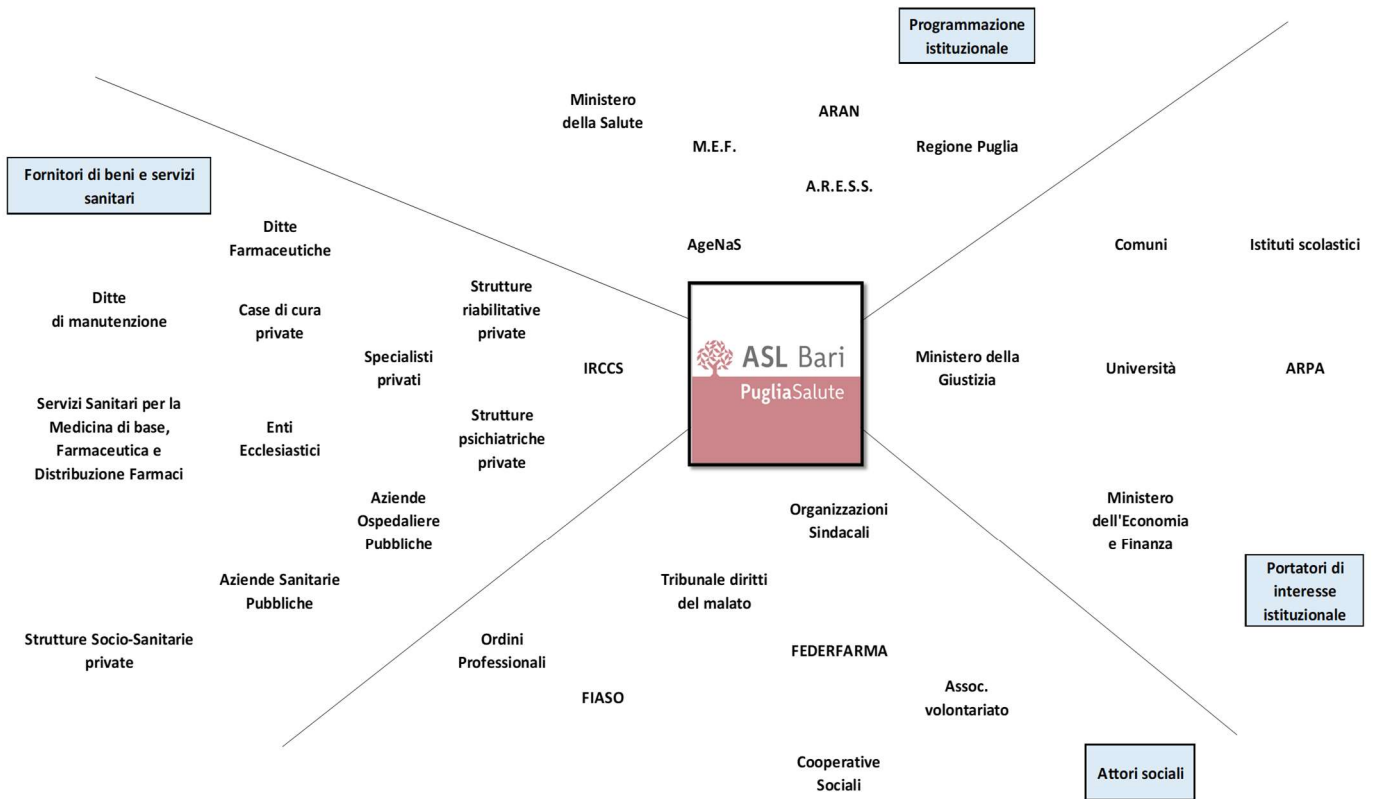 Programmazione
istituzionale
Ministero
della Salute
ARAN
M.E.F.
Regione Puglia
A.R.E.S.S.
AgeNaS
Fornitori di beni e servizi
sanitari
Ditte
Farmaceutiche
Ditte
di manutenzione
Case di cura
private
Strutture
riabilitative
private
Specialisti
privati
IRCCS
Servizi Sanitari per la
Medicina di base,
Farmaceutica e
Distribuzione Farmaci
Enti
Ecclesiastici
Strutture
psichiatriche
private
Aziende
Ospedaliere
Pubbliche
Aziende Sanitarie
Pubbliche
Strutture Socio-Sanitarie
private
ASL Bari
PugliaSalute
Comuni
Istituti scolastici
Ministero della
Giustizia
Università
ARPA
Ministero
dell'Economia
e Finanza
Portatori di
interesse
istituzionale
Organizzazioni
Sindacali
Tribunale diritti
del malato
Ordini
Professionali
FEDERFARMA
FIASO
Assoc.
volontariato
Cooperative
Sociali
Attori sociali